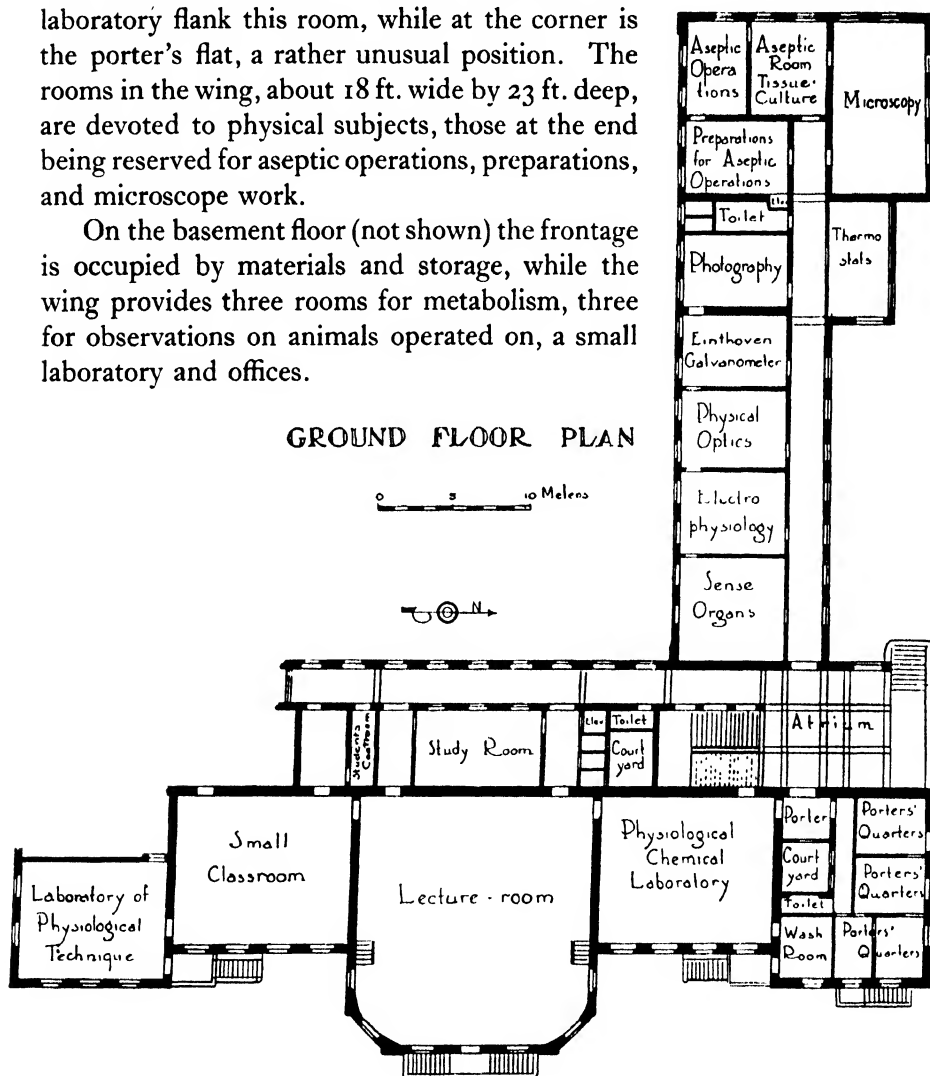 laboratory flank this room, while at the corner is
the porter's flat, a rather unusual position. The
rooms in the wing, about 18 ft. wide by 23 ft. deep,
are devoted to physical subjects, those at the end
being reserved for aseptic operations, preparations,
and microscope work.
On the basement floor (not shown) the frontage
is occupied by materials and storage, while the
wing provides three rooms for metabolism, three
for observations on animals operated on, a small
laboratory and offices.
GROUND FLOOR PLAN
0 5 10 Meters
N
Aseptic
Opera
tions
Aseptic
Room
Tissue-
Culture
Microscopy
Preparations
for Aseptic
Operations
Elev
Toilet
Thermo
stats
Photography
Einthoven
Galvanometer
Physical
Optics
Electro
physiology
Sense
Organs
Students
Coatroom
Study Room
Elev
Toilet
Court
yard
Atrium
Small
Classroom
Laboratory of
Physiological
Technique
Lecture-room
Physiological
Chemical
Laboratory
Porter
Court
yard
Toilet
Wash
Room
Porters'
Quarters
Porters'
Quarters
Porters'
Quarters